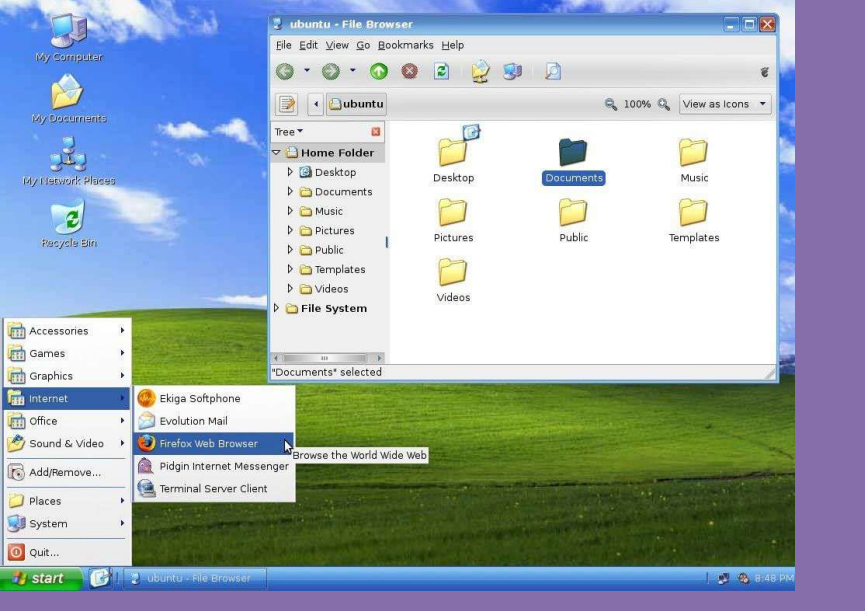 My Computer
My Documents
My Network Places
Recycle Bin
ubuntu - File Browser
File Edit View Go Bookmarks Help
ubuntu
100%
View as Icons
Tree
Home Folder
Desktop
Documents
Music
Pictures
Public
Templates
Videos
File System
Desktop
Documents
Music
Pictures
Public
Templates
Videos
"Documents" selected
Accessories
Games
Graphics
Internet
Office
Sound & Video
Add/Remove...
Places
System
Quit...
Ekiga Softphone
Evolution Mail
Firefox Web Browser
Pidgin Internet Messenger
Terminal Server Client
Browse the World Wide Web
start
ubuntu - File Browser
8:48 PM